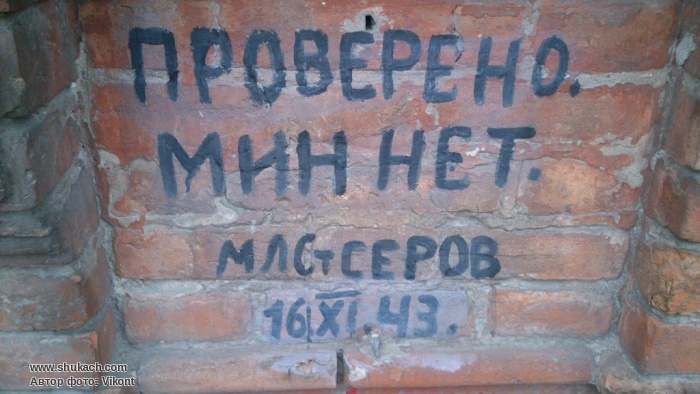 ПРОВЕРЕНО.
МИН НЕТ.
МЛ СТ СЕРОВ
16 XI. 43.
www.shukach.com
Автор фото: Vikont